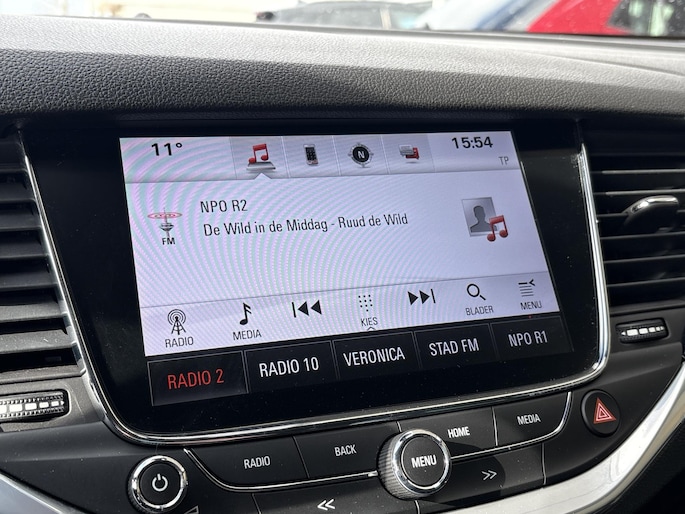 11° 15:54
N
TP
NPO R2
De Wild in de Middag - Ruud de Wild
FM
RADIO MEDIA KIES BLADER MENU
RADIO 2 RADIO 10 VERONICA STAD FM NPO R1
RADIO BACK MENU HOME MEDIA